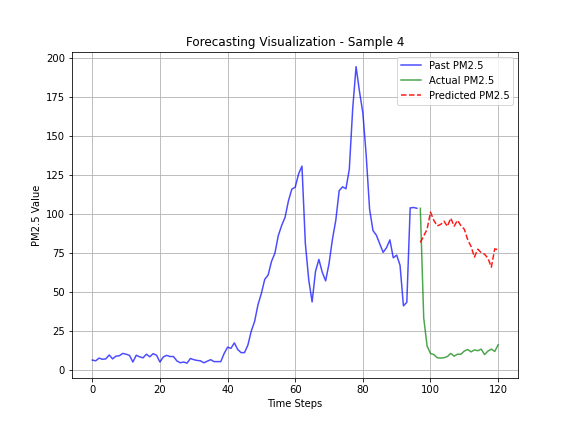 Forecasting Visualization - Sample 4
Past PM2.5
Actual PM2.5
Predicted PM2.5
PM2.5 Value
200
175
150
125
100
75
50
25
0
0 20 40 60 80 100 120
Time Steps